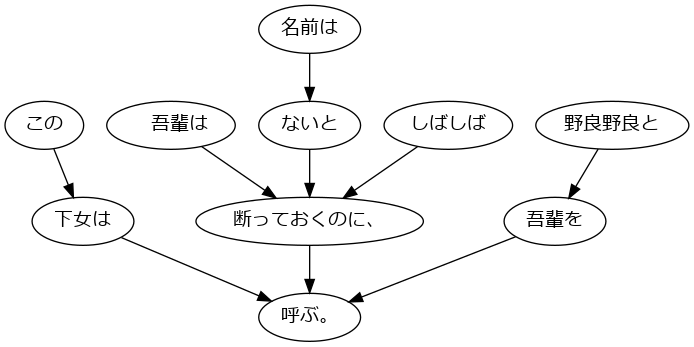 名前は
この
吾輩は
ないと
しばしば
野良野良と
下女は
断っておくのに、
吾輩を
呼ぶ。